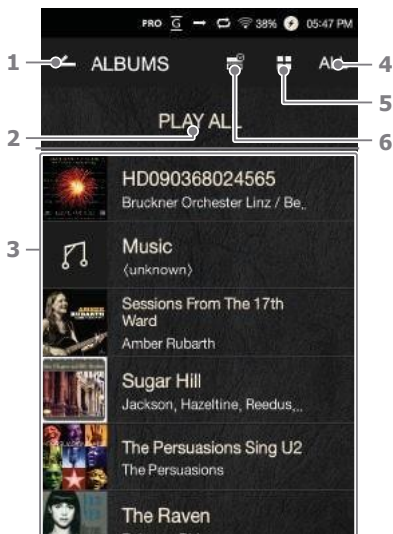 PRO G 38% 05:47 PM
1 ALBUMS 4
5
2 PLAY ALL 6
HD090368024565
Bruckner Orchester Linz / Be..
3 Music
(unknown)
Sessions From The 17th
Ward
Amber Rubarth
Sugar Hill
Jackson, Hazeltine, Reedus,..
The Persuasions Sing U2
The Persuasions
The Raven